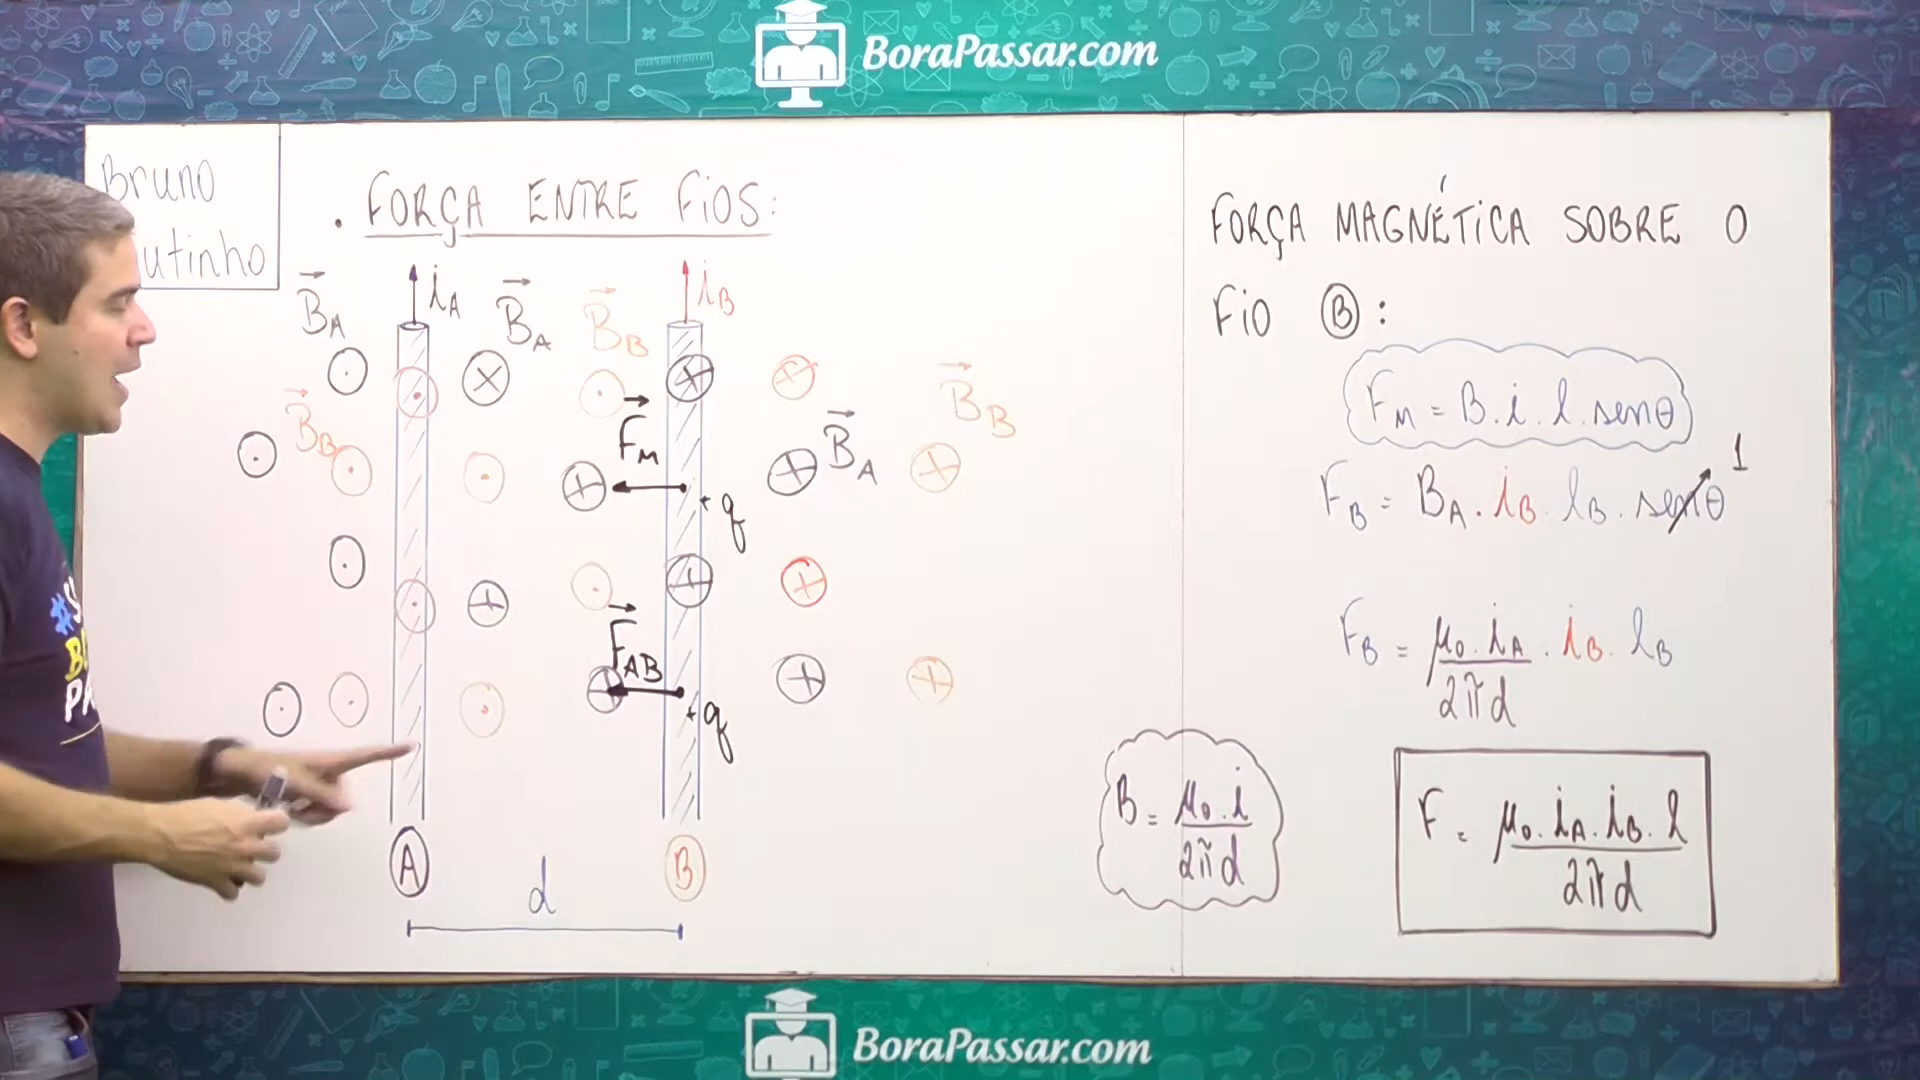 BoraPassar.com
Bruno
utinho
. FORÇA ENTRE FiOS:
B⃗A
iA
B⃗A
B⃗B
iB
B⃗B
F⃗M
B⃗A
B⃗B
+q
F⃗AB
+q
A
B
d
FORÇA MAGNÉTiCA SOBRE O
FiO B :
FM = B.i.l.senθ
FB = BA.iB.lB.senθ 1
FB = μ0.iA/2πd . iB.lB
B = μ0.i/2πd
F = μ0.iA.iB.l/2πd
BoraPassar.com